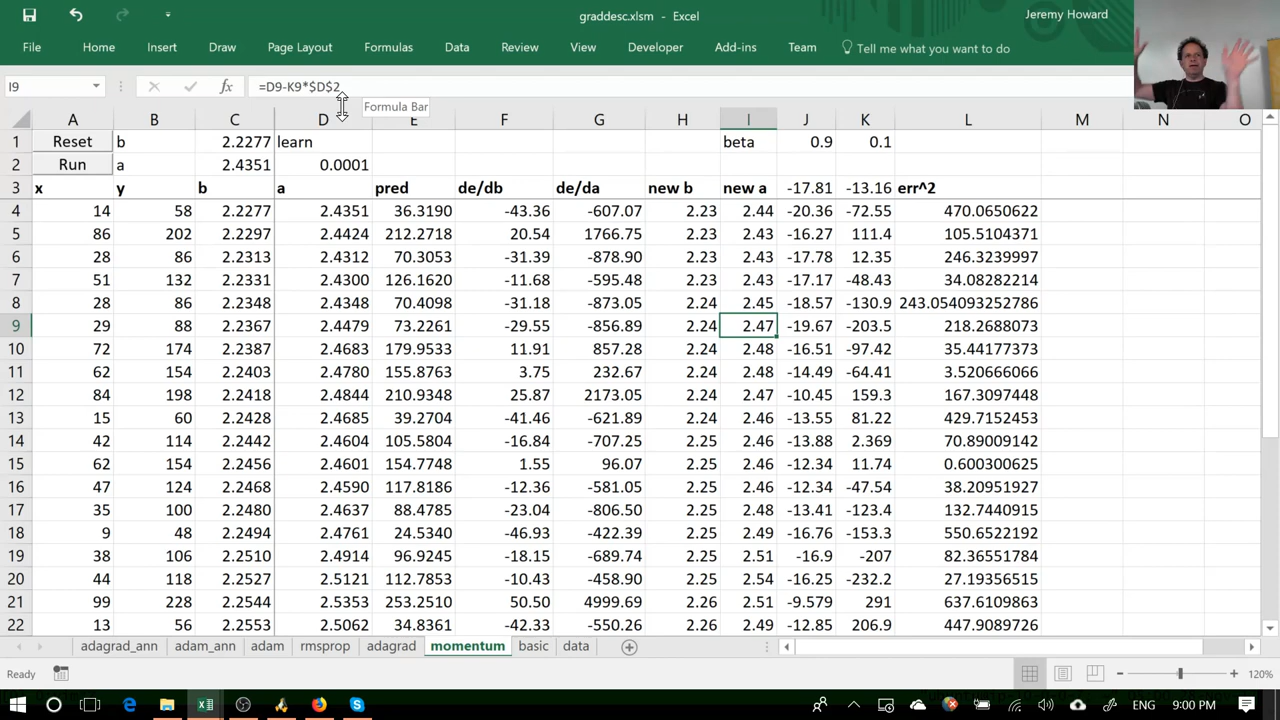 graddesc.xlsm - Excel
Jeremy Howard
File Home Insert Draw Page Layout Formulas Data Review View Developer Add-ins Team Tell me what you want to do
I9 fx =D9-K9*$D$2
Formula Bar
A B C D E F G H I J K L M N O
1 Reset b 2.2277 learn beta 0.9 0.1
2 Run a 2.4351 0.0001
3 x y b a pred de/db de/da new b new a -17.81 -13.16 err^2
4 14 58 2.2277 2.4351 36.3190 -43.36 -607.07 2.23 2.44 -20.36 -72.55 470.0650622
5 86 202 2.2297 2.4424 212.2718 20.54 1766.75 2.23 2.43 -16.27 111.4 105.5104371
6 28 86 2.2313 2.4312 70.3053 -31.39 -878.90 2.23 2.43 -17.78 12.35 246.3239997
7 51 132 2.2331 2.4300 126.1620 -11.68 -595.48 2.23 2.43 -17.17 -48.43 34.08282214
8 28 86 2.2348 2.4348 70.4098 -31.18 -873.05 2.24 2.45 -18.57 -130.9 243.054093252786
9 29 88 2.2367 2.4479 73.2261 -29.55 -856.89 2.24 2.47 -19.67 -203.5 218.2688073
10 72 174 2.2387 2.4683 179.9533 11.91 857.28 2.24 2.48 -16.51 -97.42 35.44177373
11 62 154 2.2403 2.4780 155.8763 3.75 232.67 2.24 2.48 -14.49 -64.41 3.520566066
12 84 198 2.2418 2.4844 210.9348 25.87 2173.05 2.24 2.47 -10.45 159.3 167.3097448
13 15 60 2.2428 2.4685 39.2704 -41.46 -621.89 2.24 2.46 -13.55 81.22 429.7152453
14 42 114 2.2442 2.4604 105.5804 -16.84 -707.25 2.25 2.46 -13.88 2.369 70.89009142
15 62 154 2.2456 2.4601 154.7748 1.55 96.07 2.25 2.46 -12.34 11.74 0.600300625
16 47 124 2.2468 2.4590 117.8186 -12.36 -581.05 2.25 2.46 -12.34 -47.54 38.20951927
17 35 100 2.2480 2.4637 88.4785 -23.04 -806.50 2.25 2.48 -13.41 -123.4 132.7440915
18 9 48 2.2494 2.4761 24.5340 -46.93 -422.39 2.25 2.49 -16.76 -153.3 550.6522192
19 38 106 2.2510 2.4914 96.9245 -18.15 -689.74 2.25 2.51 -16.9 -207 82.36551784
20 44 118 2.2527 2.5121 112.7853 -10.43 -458.90 2.25 2.54 -16.25 -232.2 27.19356515
21 99 228 2.2544 2.5353 253.2510 50.50 4999.69 2.26 2.51 -9.579 291 637.6109863
22 13 56 2.2553 2.5062 34.8361 -42.33 -550.26 2.26 2.49 -12.85 206.9 447.9089726
adagrad_ann adam_ann adam rmsprop adagrad momentum basic data
Ready 120%
ENG 9:00 PM